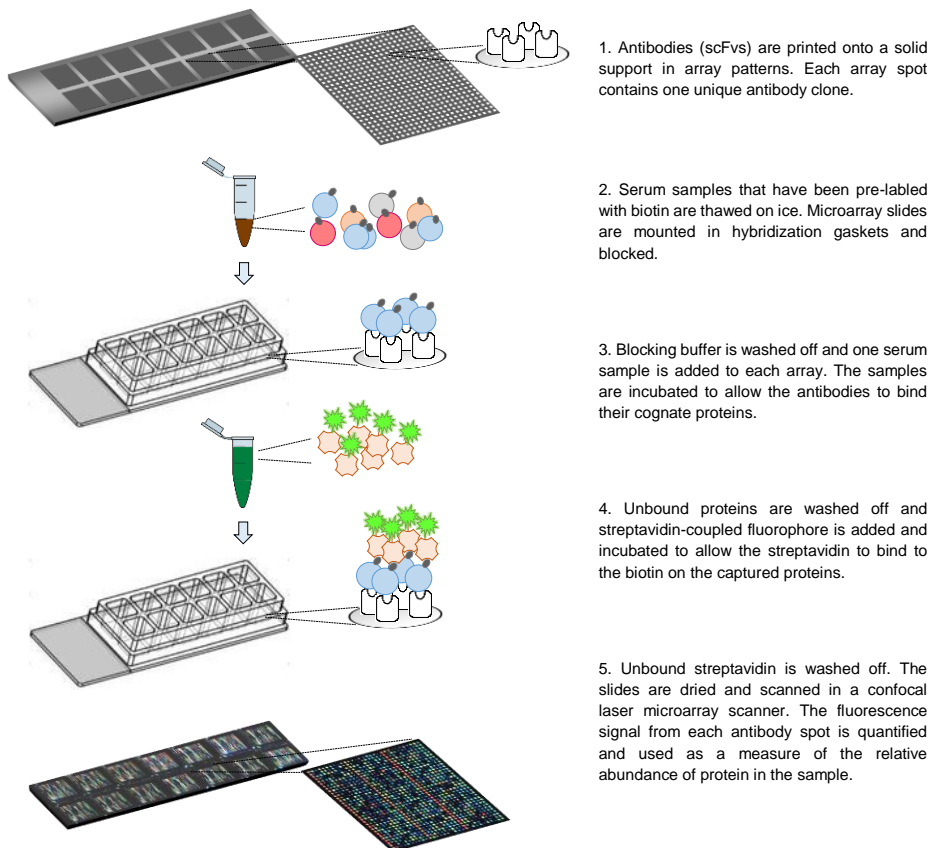 1. Antibodies (scFvs) are printed onto a solid
support in array patterns. Each array spot
contains one unique antibody clone.
2. Serum samples that have been pre-labled
with biotin are thawed on ice. Microarray slides
are mounted in hybridization gaskets and
blocked.
3. Blocking buffer is washed off and one serum
sample is added to each array. The samples
are incubated to allow the antibodies to bind
their cognate proteins.
4. Unbound proteins are washed off and
streptavidin-coupled fluorophore is added and
incubated to allow the streptavidin to bind to
the biotin on the captured proteins.
5. Unbound streptavidin is washed off. The
slides are dried and scanned in a confocal
laser microarray scanner. The fluorescence
signal from each antibody spot is quantified
and used as a measure of the relative
abundance of protein in the sample.